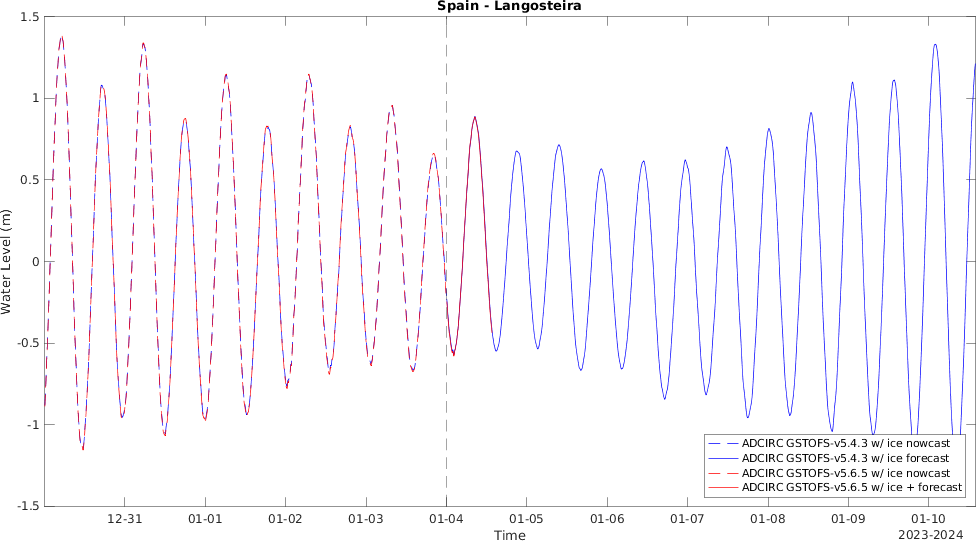 Spain - Langosteira
1.5
1
0.5
0
-0.5
-1
-1.5
Water Level (m)
12-31
01-01
01-02
01-03
01-04
01-05
01-06
01-07
01-08
01-09
01-10
Time
2023-2024
ADCIRC GSTOFS-v5.4.3 w/ ice nowcast
ADCIRC GSTOFS-v5.4.3 w/ ice forecast
ADCIRC GSTOFS-v5.6.5 w/ ice nowcast
ADCIRC GSTOFS-v5.6.5 w/ ice + forecast